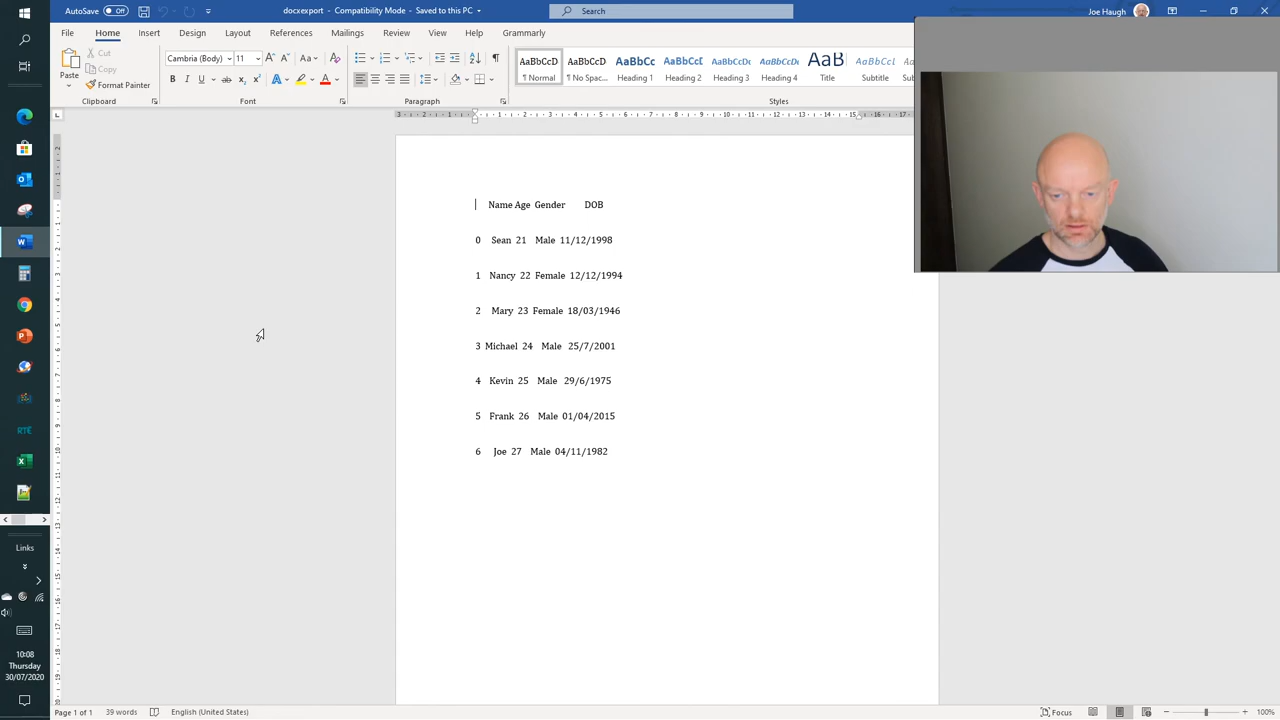 AutoSave Off docxexport - Compatibility Mode - Saved to this PC Search Joe Haugh
File Home Insert Design Layout References Mailings Review View Help Grammarly
Paste Cut Copy Format Painter
Cambria (Body) 11
AaBbCcD AaBbCcD AaBbCc AaBbCcI AaBbCcDc AaBbCcDc AaB AaBbCcI
¶ Normal ¶ No Spac... Heading 1 Heading 2 Heading 3 Heading 4 Title Subtitle
Clipboard Font Paragraph Styles
Name Age Gender DOB
0 Sean 21 Male 11/12/1998
1 Nancy 22 Female 12/12/1994
2 Mary 23 Female 18/03/1946
3 Michael 24 Male 25/7/2001
4 Kevin 25 Male 29/6/1975
5 Frank 26 Male 01/04/2015
6 Joe 27 Male 04/11/1982
RTÉ
Links
10:08
Thursday
30/07/2020
Page 1 of 1 39 words English (United States) Focus 100%